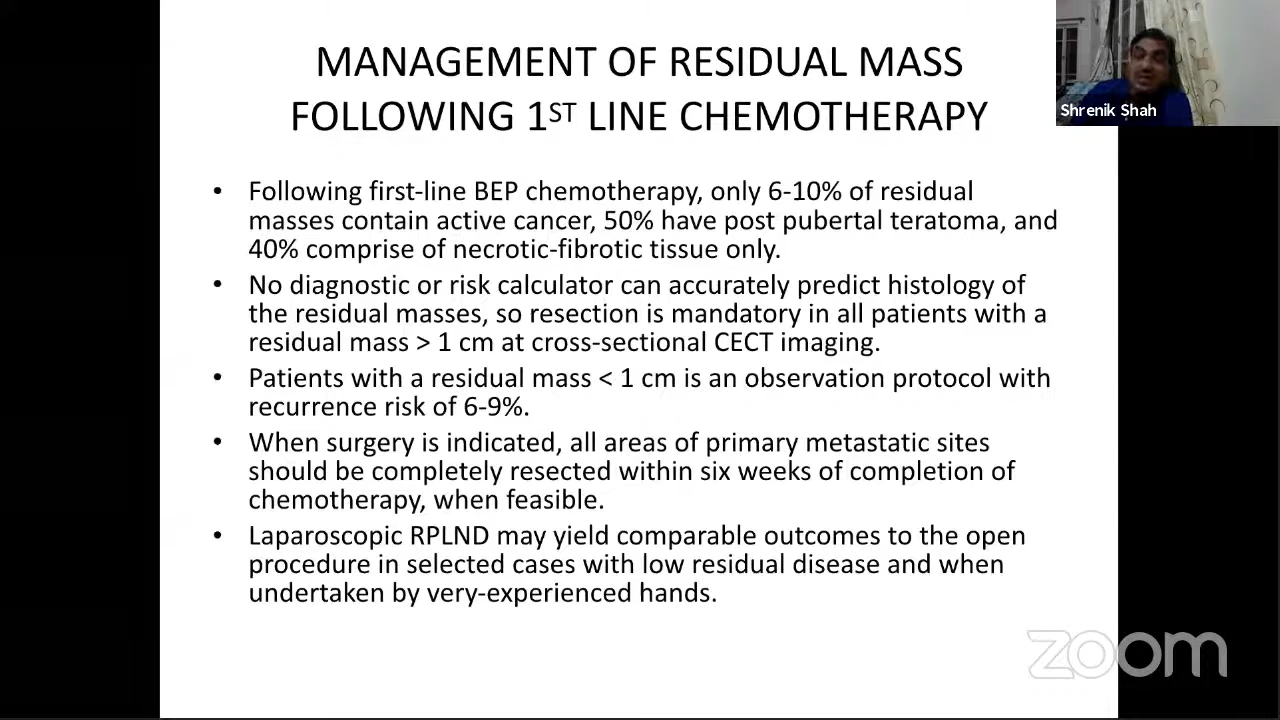 MANAGEMENT OF RESIDUAL MASS
FOLLOWING 1ST LINE CHEMOTHERAPY
Shrenik Shah
• Following first-line BEP chemotherapy, only 6-10% of residual
masses contain active cancer, 50% have post pubertal teratoma, and
40% comprise of necrotic-fibrotic tissue only.
• No diagnostic or risk calculator can accurately predict histology of
the residual masses, so resection is mandatory in all patients with a
residual mass > 1 cm at cross-sectional CECT imaging.
• Patients with a residual mass < 1 cm is an observation protocol with
recurrence risk of 6-9%.
• When surgery is indicated, all areas of primary metastatic sites
should be completely resected within six weeks of completion of
chemotherapy, when feasible.
• Laparoscopic RPLND may yield comparable outcomes to the open
procedure in selected cases with low residual disease and when
undertaken by very-experienced hands.
zoom